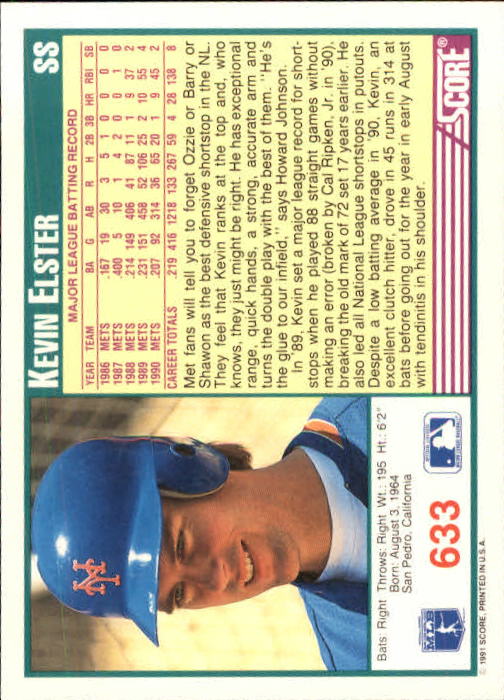 KEVIN ELSTER SS
MAJOR LEAGUE BATTING RECORD
YEAR TEAM BA G AB R H 2B 3B HR RBI SB
1986 METS .167 19 30 3 5 1 0 0 0 0
1987 METS .400 5 10 1 4 2 0 0 1 0
1988 METS .214 149 406 41 87 11 1 9 37 2
1989 METS .231 151 458 52 106 25 2 10 55 4
1990 METS .207 92 314 36 65 20 1 9 45 2
CAREER TOTALS .219 416 1218 133 267 59 4 28 138 8
Met fans will tell you to forget Ozzie or Barry or
Shawon as the best defensive shortstop in the NL.
They feel that Kevin ranks at the top and, who
knows, they just might be right. He has exceptional
range, quick hands, a strong, accurate arm and
turns the double play with the best of them. "He's
the glue to our infield," says Howard Johnson.
In '89, Kevin set a major league record for short-
stops when he played 88 straight games without
making an error (broken by Cal Ripken, Jr. in '90),
breaking the old mark of 72 set 17 years earlier. He
also led all National League shortstops in putouts.
Despite a low batting average in '90, Kevin, an
excellent clutch hitter, drove in 45 runs in 314 at
bats before going out for the year in early August
with tendinitis in his shoulder.
SCORE
NY
Bats: Right Throws: Right Wt.: 195 Ht.: 6'2"
Born: August 3, 1964
San Pedro, California
633
© 1991 SCORE, PRINTED IN U.S.A.